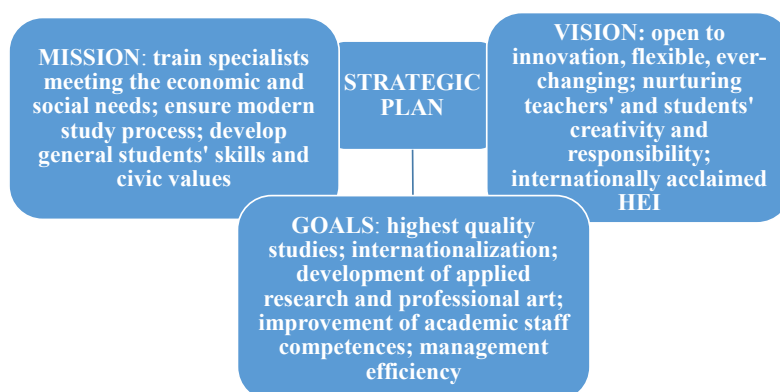 MISSION: train specialists
meeting the economic and
social needs; ensure modern
study process; develop
general students' skills and
civic values
STRATEGIC
PLAN
VISION: open to
innovation, flexible, ever-
changing; nurturing
teachers' and students'
creativity and
responsibility;
internationally acclaimed
HEI
GOALS: highest quality
studies; internationalization;
development of applied
research and professional art;
improvement of academic staff
competences; management
efficiency